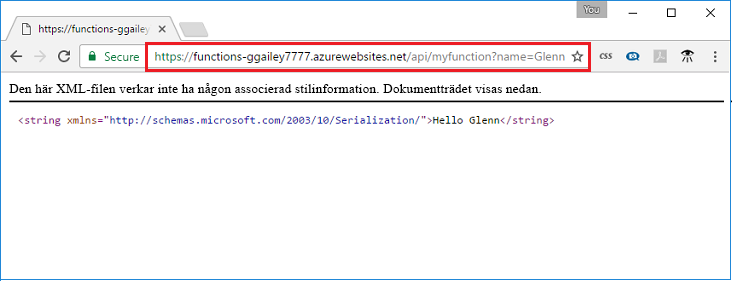 You
https://functions-ggailey
Secure
https://functions-ggailey7777.azurewebsites.net/api/myfunction?name=Glenn
css
Den här XML-filen verkar inte ha någon associerad stilinformation. Dokumentträdet visas nedan.
<string xmlns="http://schemas.microsoft.com/2003/10/Serialization/">Hello Glenn</string>